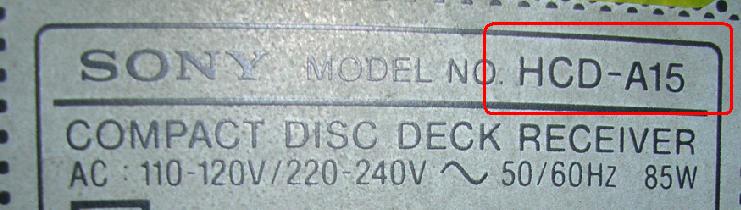 SONY MODEL NO. HCD-A15
COMPACT DISC DECK RECEIVER
AC : 110-120V/220-240V ~ 50/60HZ 85W